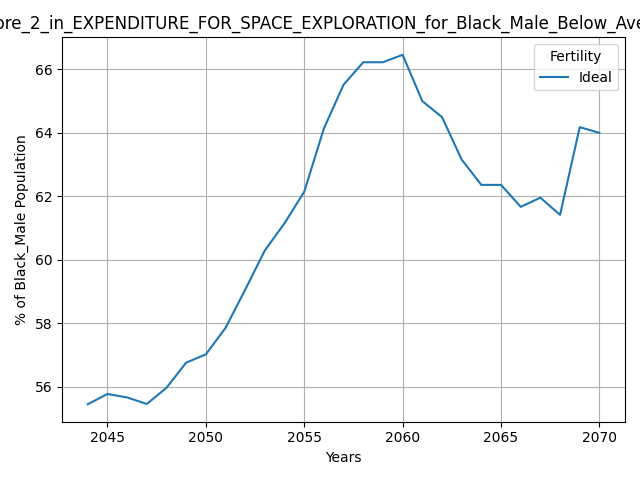 ore_2_in_EXPENDITURE_FOR_SPACE_EXPLORATION_for_Black_Male_Below_Ave
Fertility
Ideal
% of Black_Male Population
66
64
62
60
58
56
2045 2050 2055 2060 2065 2070
Years